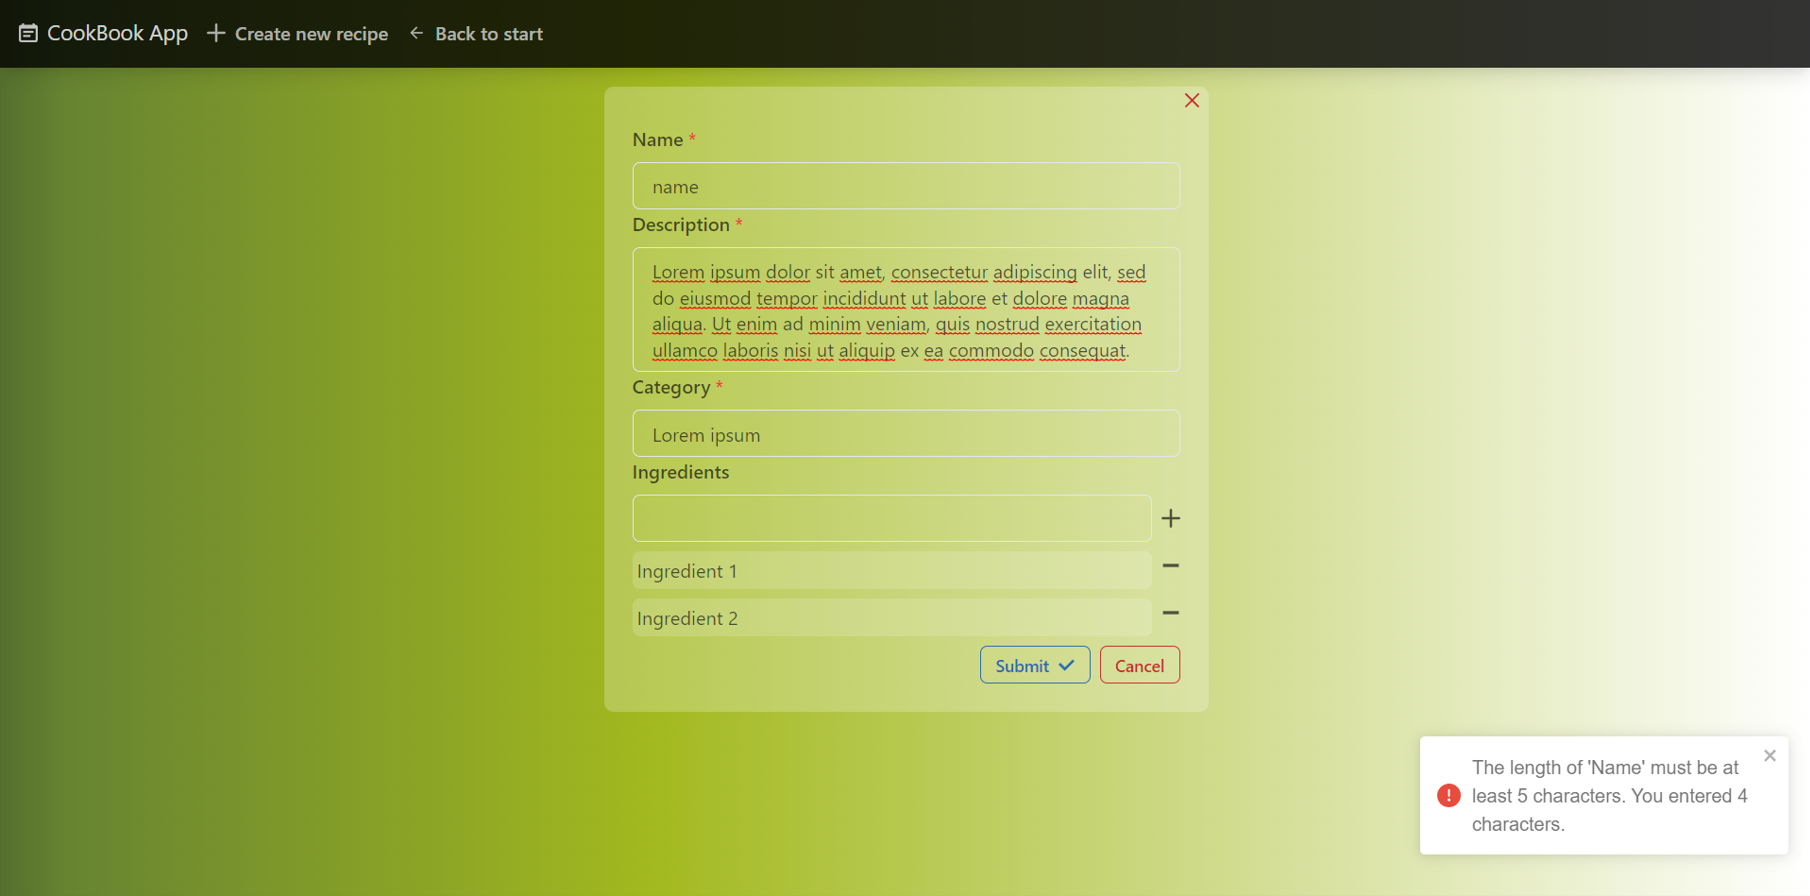 CookBook App Create new recipe Back to start
Name *
name
Description *
Lorem ipsum dolor sit amet, consectetur adipiscing elit, sed
do eiusmod tempor incididunt ut labore et dolore magna
aliqua. Ut enim ad minim veniam, quis nostrud exercitation
ullamco laboris nisi ut aliquip ex ea commodo consequat.
Category *
Lorem ipsum
Ingredients
Ingredient 1
Ingredient 2
Submit Cancel
The length of 'Name' must be at
least 5 characters. You entered 4
characters.